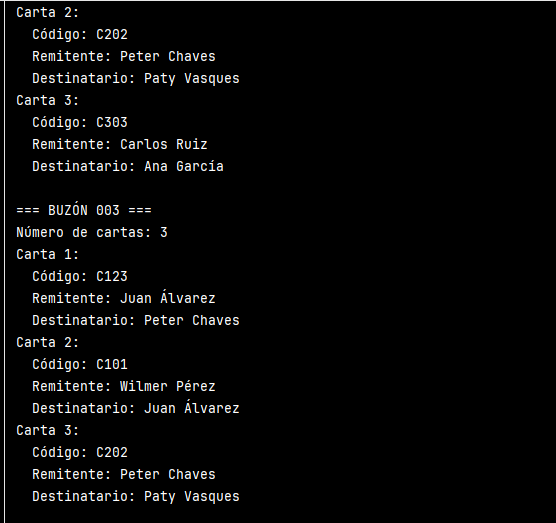 Carta 2:
Código: C202
Remitente: Peter Chaves
Destinatario: Paty Vasques
Carta 3:
Código: C303
Remitente: Carlos Ruiz
Destinatario: Ana García
=== BUZÓN 003 ===
Número de cartas: 3
Carta 1:
Código: C123
Remitente: Juan Álvarez
Destinatario: Peter Chaves
Carta 2:
Código: C101
Remitente: Wilmer Pérez
Destinatario: Juan Álvarez
Carta 3:
Código: C202
Remitente: Peter Chaves
Destinatario: Paty Vasques